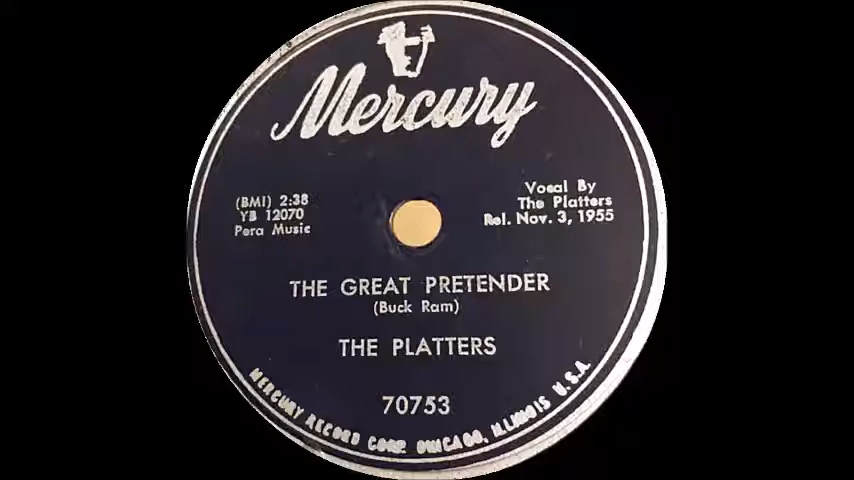 Mercury
(BMI) 2:38
YB 12070
Pera Music
Vocal By
The Platters
Rel. Nov. 3, 1955
THE GREAT PRETENDER
(Buck Ram)
THE PLATTERS
70753
MERCURY RECORD CORP. CHICAGO, ILLINOIS U.S.A.